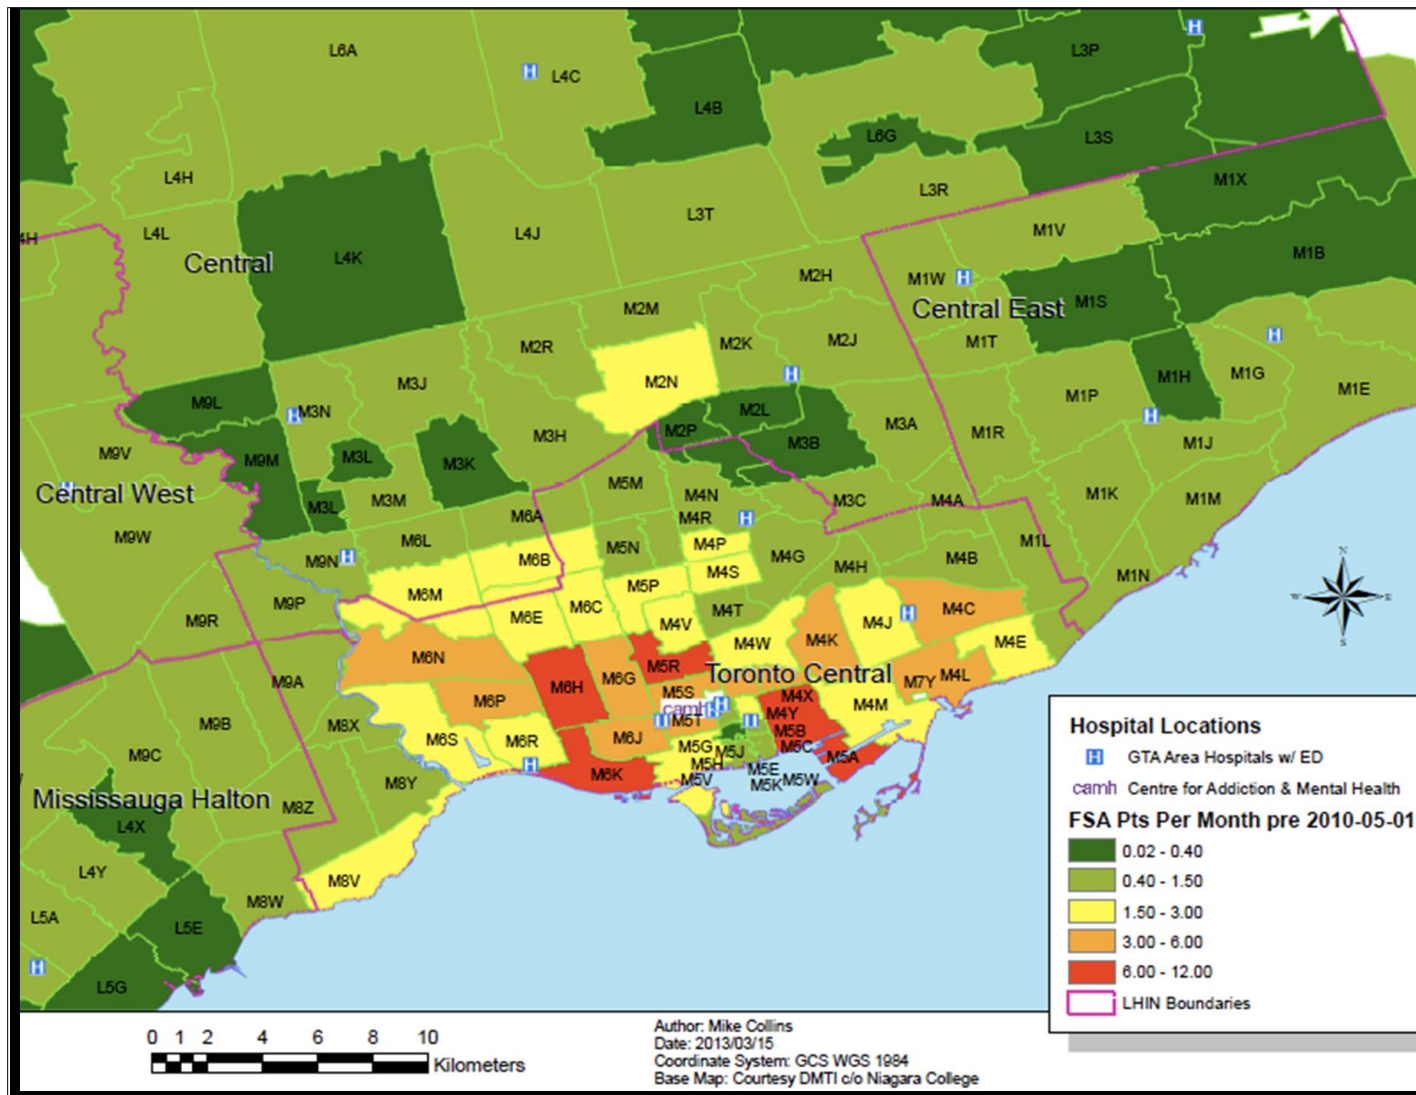 L6A
L4C
L3P
L4B
L6G
L3S
L4H
L3R
M1X
L3T
4H
L4L
L4J
M1V
Central
L4K
M2H
M1W
M1B
Central East
M1S
M2M
M2R
M2K
M2J
M1T
M2N
M3J
M1H
M1G
M1E
M9L
M3N
M2L
M1P
M2P
M3H
M3B
M3A
M1R
M1J
M9V
M9M
M3L
M3K
Central West
M5M
M4N
M3C
M4A
M1K
M1M
M3L
M3M
M6A
M4R
M9W
M6L
M5N
M4P
M1L
M9N
M6B
M4G
M4H
M4B
M6M
M5P
M4S
M1N
M9P
M6C
M4T
M4C
M9R
M6E
M4V
M4J
M4W
M4K
M4E
M6N
M5R
Toronto Central
M9A
M6H
M6G
M7Y
M4L
M6P
M5S
M4X
M9B
M8X
camh
M4Y
M4M
M5T
M5B
M6S
M6R
M6J
M5G
M5J
M5C
M9C
M5H
M5A
M8Y
M6K
M5V
M5E
M5K
M5W
Mississauga Halton
M8Z
L4X
L4Y
M8V
M8W
L5A
L5E
L5G
N
W
E
S
Hospital Locations
H GTA Area Hospitals w/ ED
camh Centre for Addiction & Mental Health
FSA Pts Per Month pre 2010-05-01
0.02 - 0.40
0.40 - 1.50
1.50 - 3.00
3.00 - 6.00
6.00 - 12.00
LHIN Boundaries
0 1 2 4 6 8 10
Kilometers
Author: Mike Collins
Date: 2013/03/15
Coordinate System: GCS WGS 1984
Base Map: Courtesy DMTI c/o Niagara College